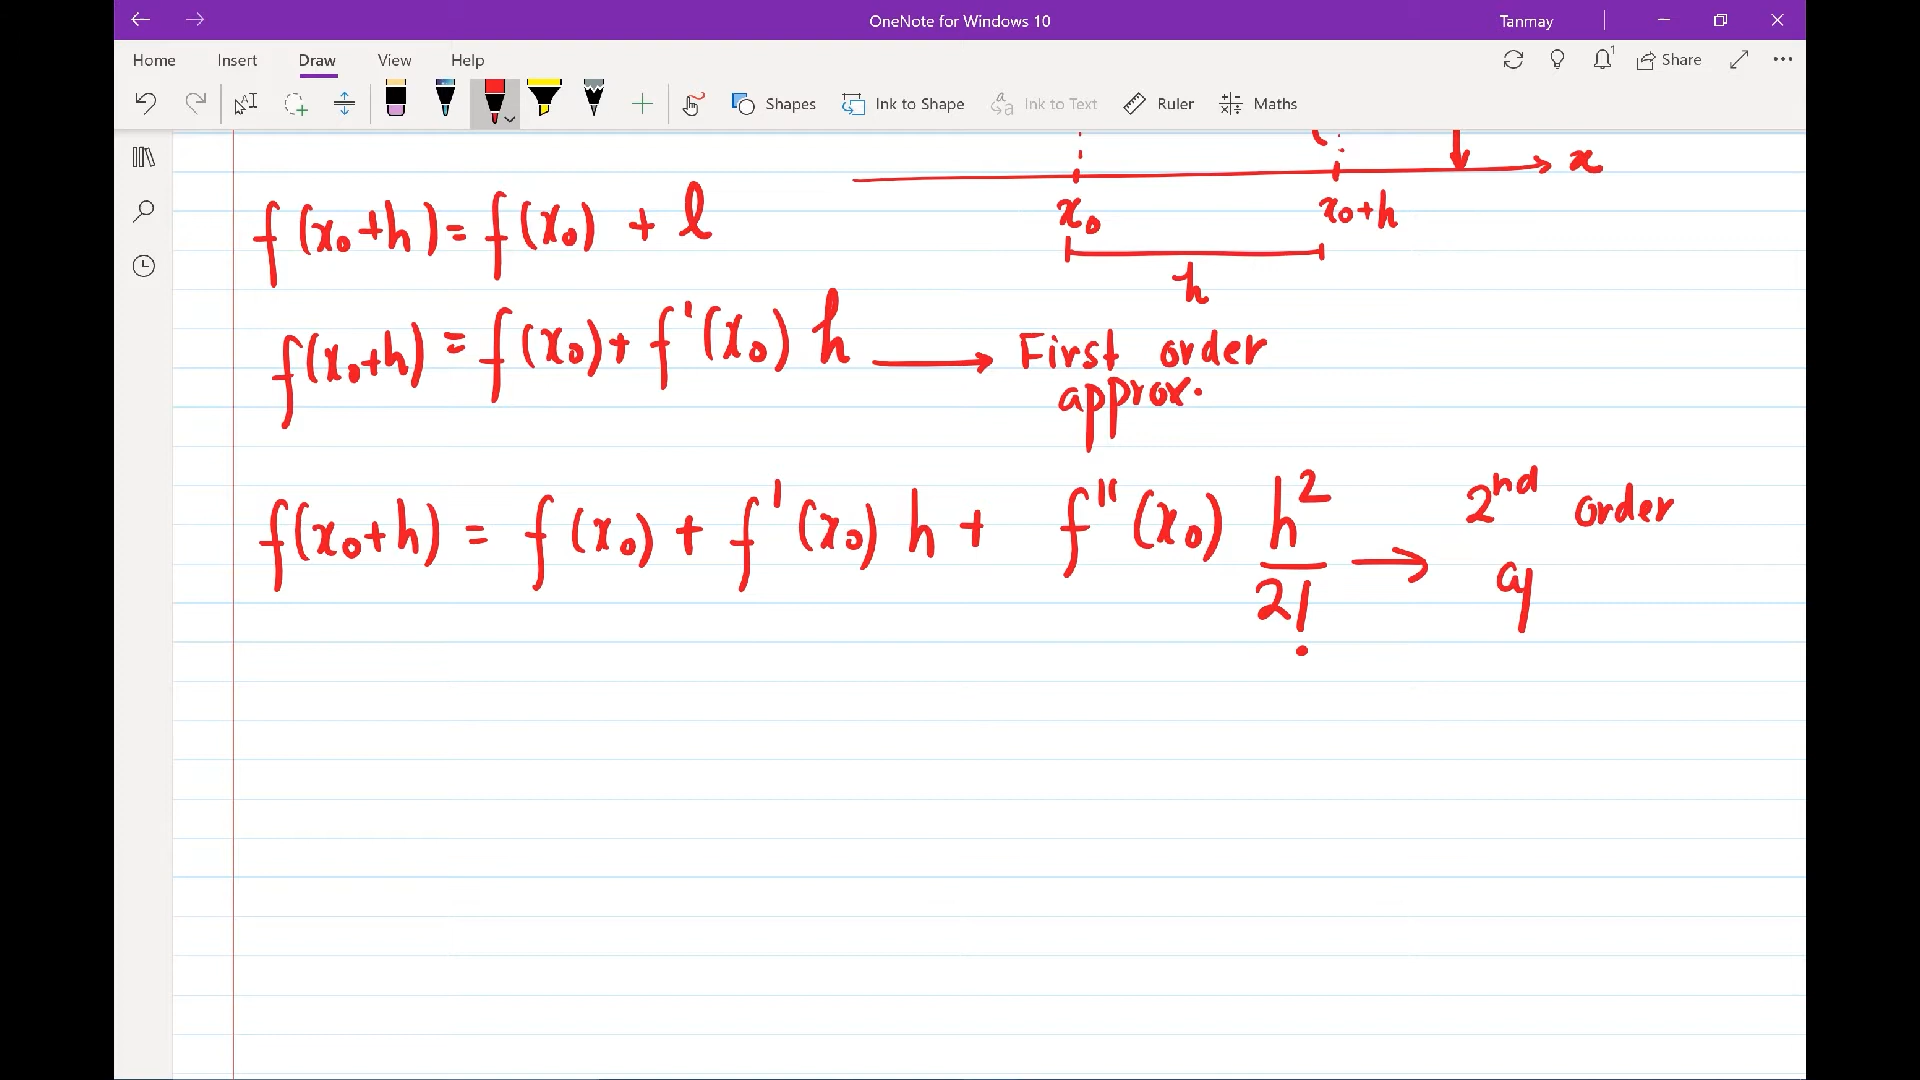 OneNote for Windows 10
Tanmay
Home Insert Draw View Help
1
Share
Shapes Ink to Shape Ink to Text Ruler Maths
x
x₀ x₀+h
f(x₀+h) = f(x₀) + l
h
f(x₀+h) = f(x₀) + f'(x₀) h → First order
approx.
f(x₀+h) = f(x₀) + f'(x₀) h + f''(x₀) h²/2! → 2nd order
ap